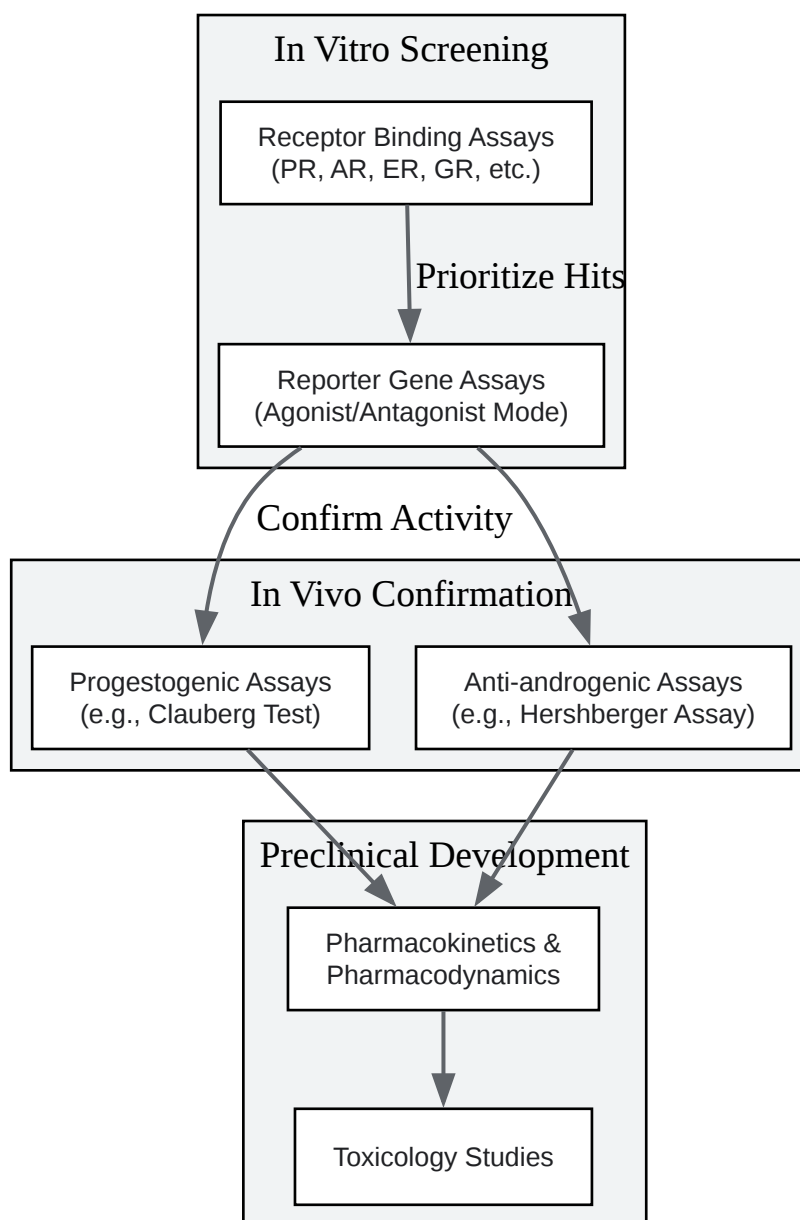 In Vitro Screening
Receptor Binding Assays
(PR, AR, ER, GR, etc.)
Prioritize Hits
Reporter Gene Assays
(Agonist/Antagonist Mode)
Confirm Activity
In Vivo Confirmation
Progestogenic Assays
(e.g., Clauberg Test)
Anti-androgenic Assays
(e.g., Hershberger Assay)
Preclinical Development
Pharmacokinetics &
Pharmacodynamics
Toxicology Studies